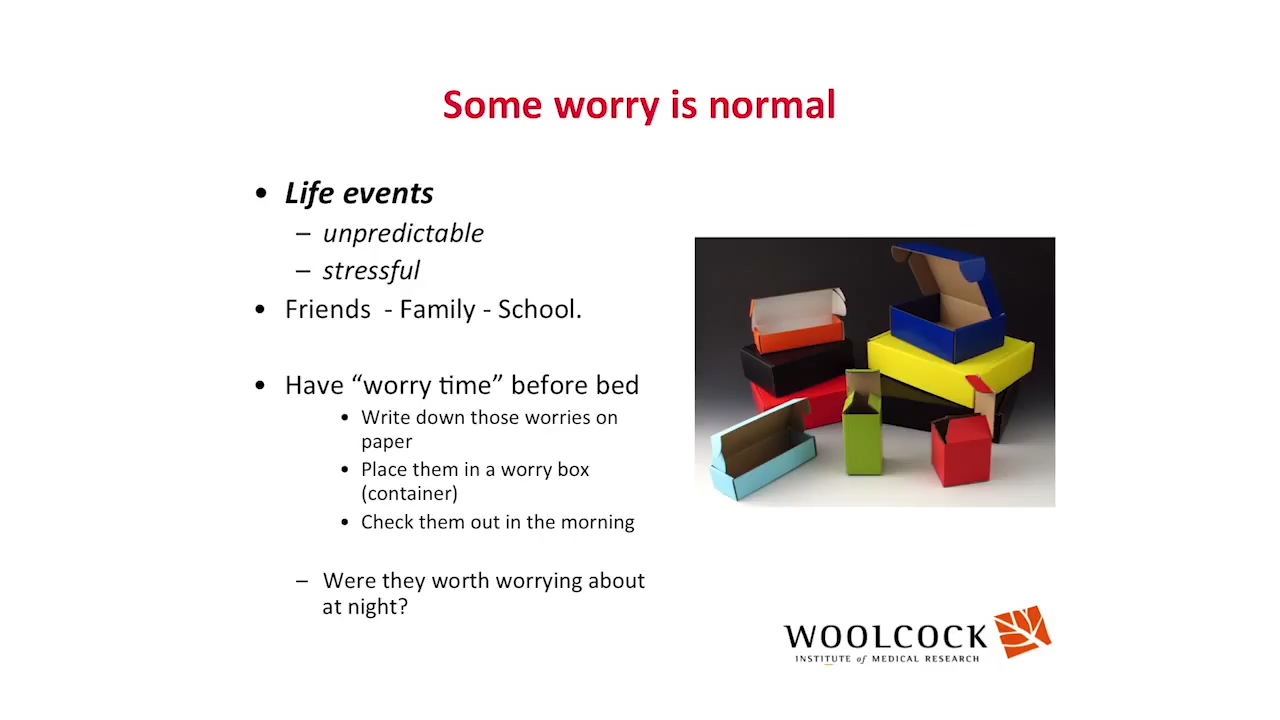 Some worry is normal
• Life events
– unpredictable
– stressful
• Friends - Family - School.
• Have “worry time” before bed
• Write down those worries on
paper
• Place them in a worry box
(container)
• Check them out in the morning
– Were they worth worrying about
at night?
WOOLCOCK
INSTITUTE of MEDICAL RESEARCH